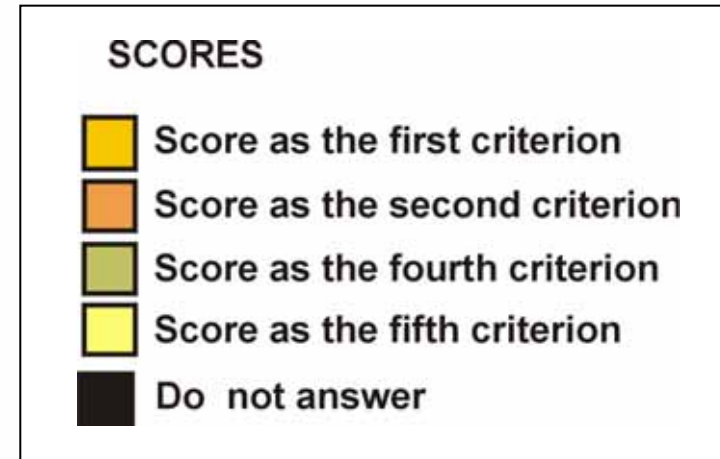 SCORES
Score as the first criterion
Score as the second criterion
Score as the fourth criterion
Score as the fifth criterion
Do not answer